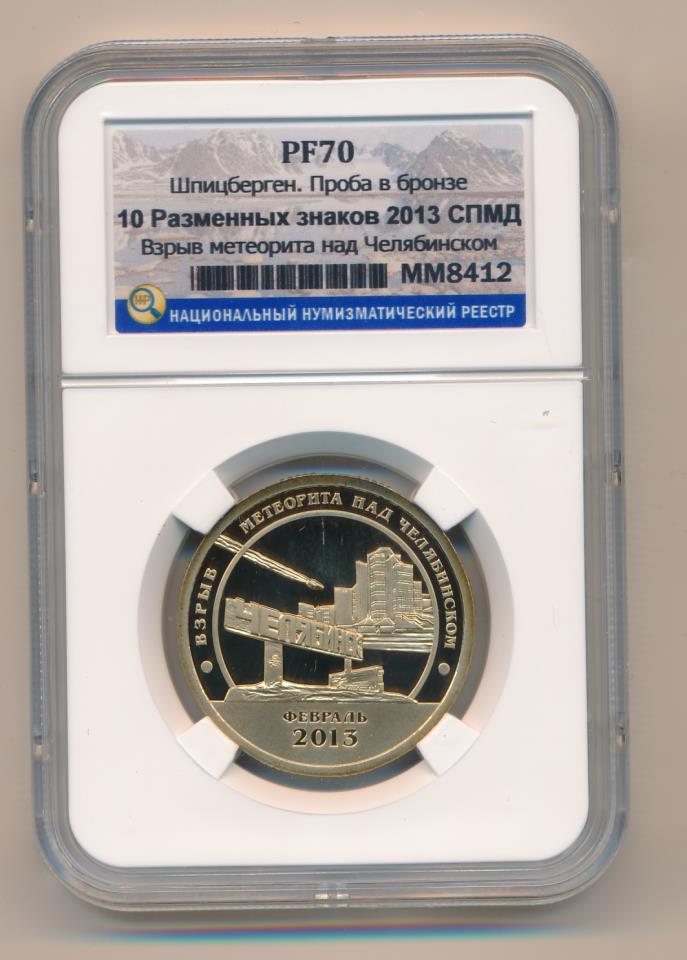 PF70
Шпицберген. Проба в бронзе
10 Разменных знаков 2013 СПМД
Взрыв метеорита над Челябинском
MM8412
НР
НАЦИОНАЛЬНЫЙ НУМИЗМАТИЧЕСКИЙ РЕЕСТР
ВЗРЫВ МЕТЕОРИТА НАД ЧЕЛЯБИНСКОМ
ЧЕЛЯБИНСК
ФЕВРАЛЬ
2013